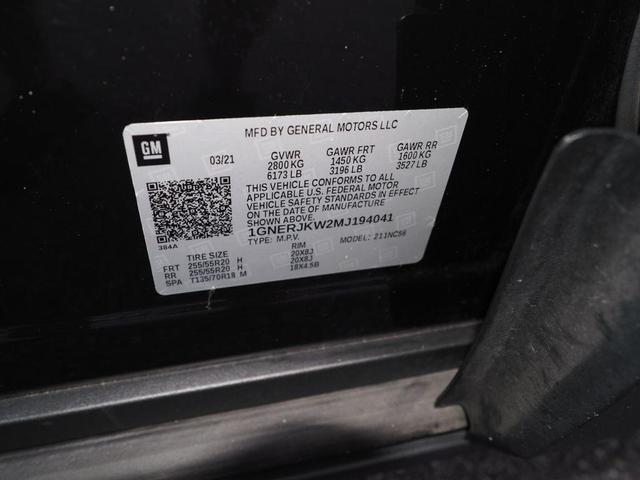 MFD BY GENERAL MOTORS LLC
GM
03/21 GVWR GAWR FRT GAWR RR
2800 KG 1450 KG 1600 KG
6173 LB 3196 LB 3527 LB
THIS VEHICLE CONFORMS TO ALL
APPLICABLE U.S. FEDERAL MOTOR
VEHICLE SAFETY STANDARDS IN EFFECT
ON THE DATE OF MANUFACTURE
SHOWN ABOVE.
1GNERJKW2MJ194041
TYPE: M.P.V. MODEL: 211NC56
384A
TIRE SIZE RIM
FRT 255/55R20 H 20X8J
RR 255/55R20 H 20X8J
SPA T135/70R18 M 18X4.5B